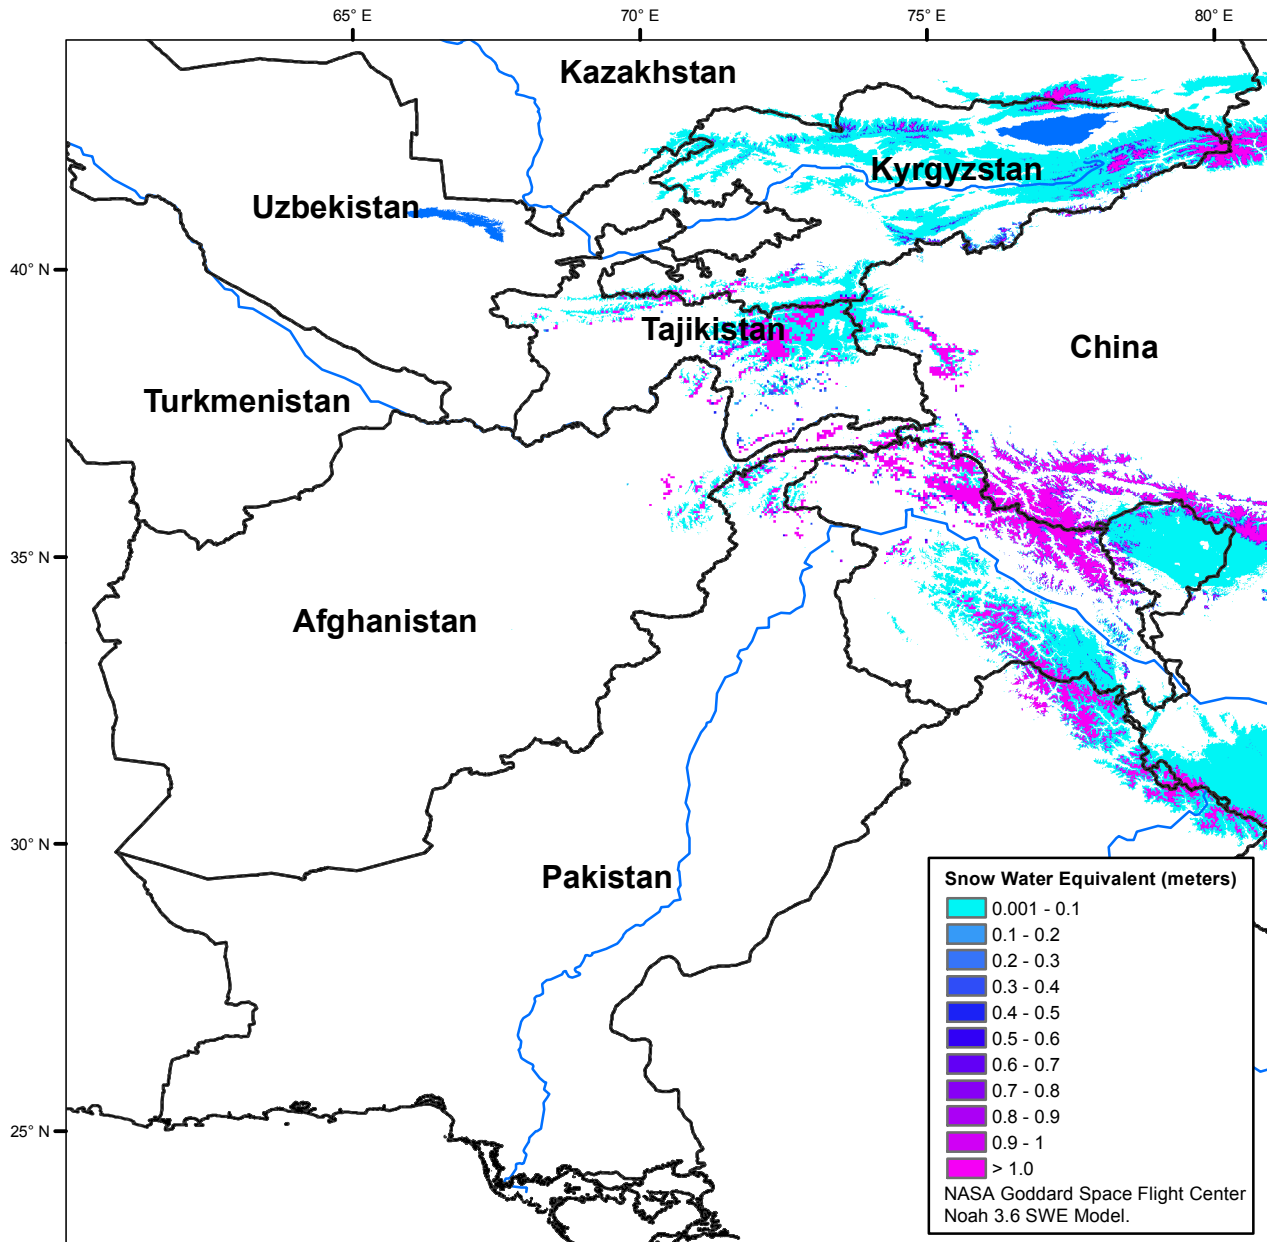 65° E
70° E
75° E
80° E
Kazakhstan
Kyrgyzstan
Uzbekistan
40° N
Tajikistan
China
Turkmenistan
35° N
Afghanistan
30° N
Pakistan
25° N
Snow Water Equivalent (meters)
0.001 - 0.1
0.1 - 0.2
0.2 - 0.3
0.3 - 0.4
0.4 - 0.5
0.5 - 0.6
0.6 - 0.7
0.7 - 0.8
0.8 - 0.9
0.9 - 1
> 1.0
NASA Goddard Space Flight Center
Noah 3.6 SWE Model.